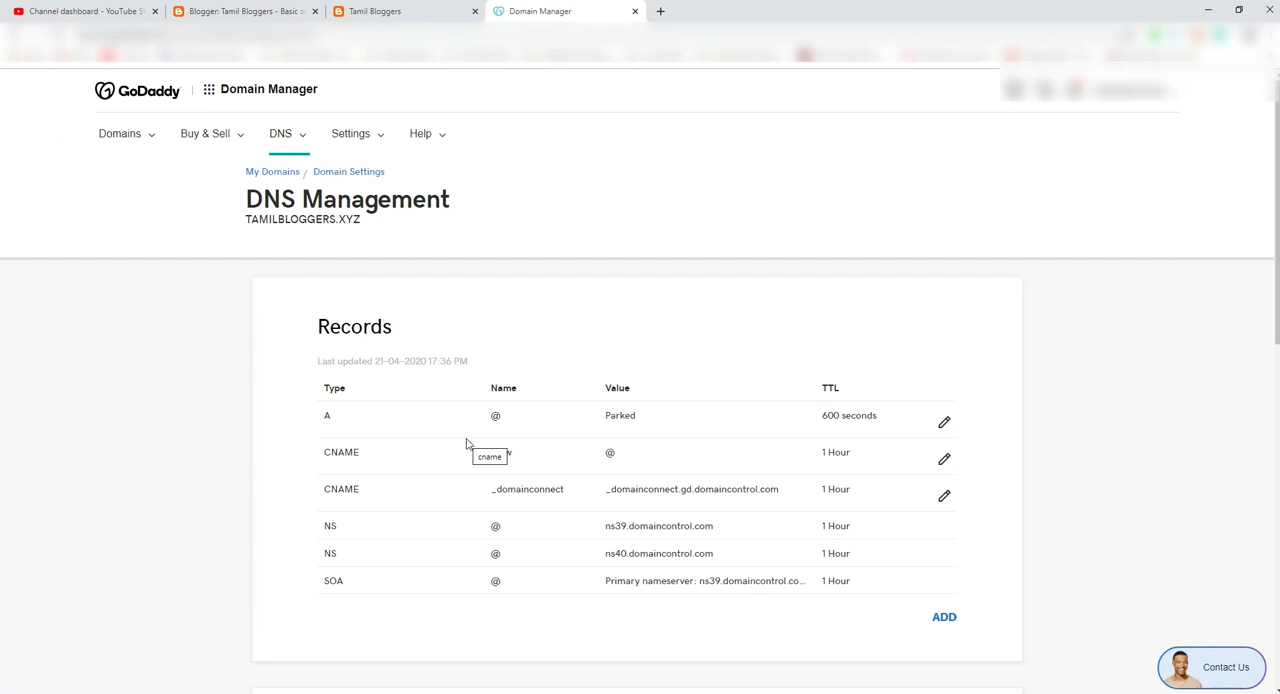 Channel dashboard - YouTube St
Blogger: Tamil Bloggers - Basic s
Tamil Bloggers
Domain Manager
GoDaddy
Domain Manager
Domains
Buy & Sell
DNS
Settings
Help
My Domains / Domain Settings
DNS Management
TAMILBLOGGERS.XYZ
Records
Last updated 21-04-2020 17:36 PM
Type Name Value TTL
A @ Parked 600 seconds
CNAME @ 1 Hour
cname
CNAME _domainconnect _domainconnect.gd.domaincontrol.com 1 Hour
NS @ ns39.domaincontrol.com 1 Hour
NS @ ns40.domaincontrol.com 1 Hour
SOA @ Primary nameserver: ns39.domaincontrol.co... 1 Hour
ADD
Contact Us